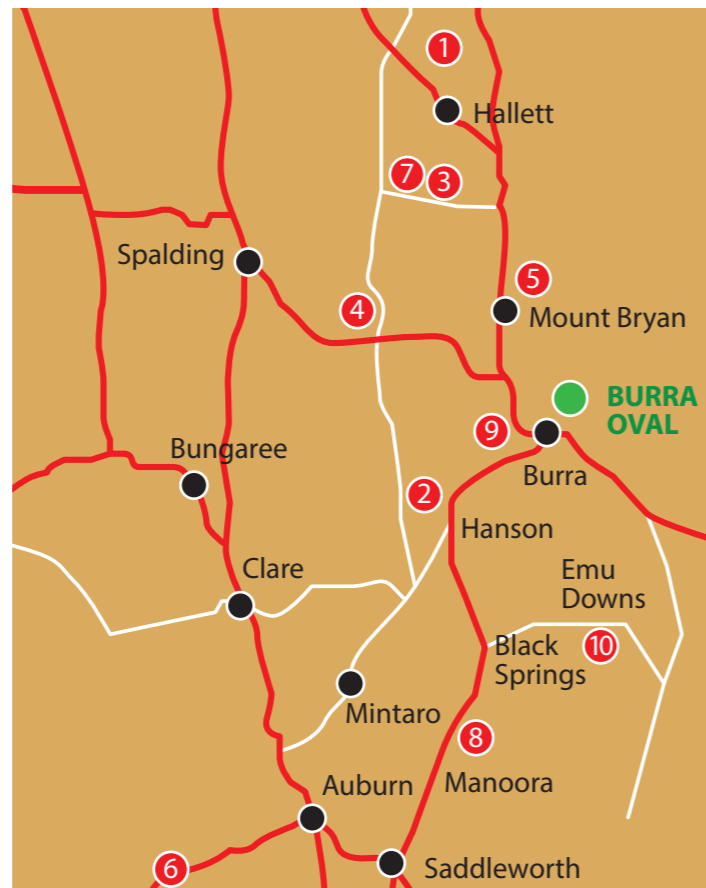 1
Hallett
7
3
Spalding
5
4
Mount Bryan
BURRA
OVAL
9
Bungaree
Burra
2
Hanson
Clare
Emu
Downs
Black
Springs
10
Mintaro
8
Manoora
Auburn
6
Saddleworth